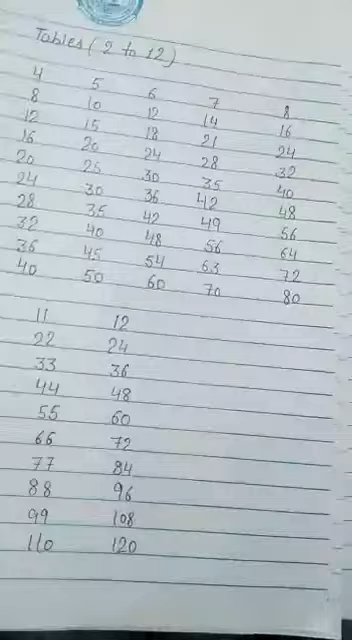 Tables (2 to 12)
4 5 6 7 8
8 10 12 14 16
12 15 18 21 24
16 20 24 28 32
20 25 30 35 40
24 30 36 42 48
28 35 42 49 56
32 40 48 56 64
36 45 54 63 72
40 50 60 70 80
11 12
22 24
33 36
44 48
55 60
66 72
77 84
88 96
99 108
110 120